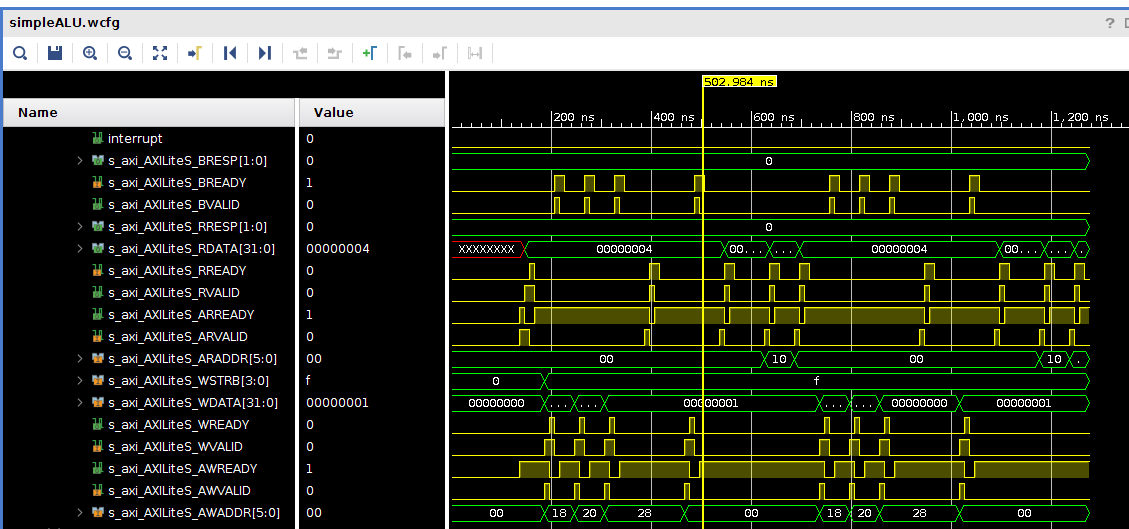 simpleALU.wcfg ?
502.984 ns
Name Value
200 ns 400 ns 600 ns 800 ns 1,000 ns 1,200 ns
interrupt 0
s_axi_AXILiteS_BRESP[1:0] 0 0
s_axi_AXILiteS_BREADY 1
s_axi_AXILiteS_BVALID 0
s_axi_AXILiteS_RRESP[1:0] 0 0
s_axi_AXILiteS_RDATA[31:0] 00000004 XXXXXXXX 00000004 00... ... 00000004 00... ... .
s_axi_AXILiteS_RREADY 0
s_axi_AXILiteS_RVALID 0
s_axi_AXILiteS_ARREADY 1
s_axi_AXILiteS_ARVALID 0
s_axi_AXILiteS_ARADDR[5:0] 00 00 10 00 10 .
s_axi_AXILiteS_WSTRB[3:0] f 0 f
s_axi_AXILiteS_WDATA[31:0] 00000001 00000000 ... ... 00000001 ... ... 00000000 00000001
s_axi_AXILiteS_WREADY 0
s_axi_AXILiteS_WVALID 0
s_axi_AXILiteS_AWREADY 1
s_axi_AXILiteS_AWVALID 0
s_axi_AXILiteS_AWADDR[5:0] 00 00 18 20 28 00 18 20 28 00